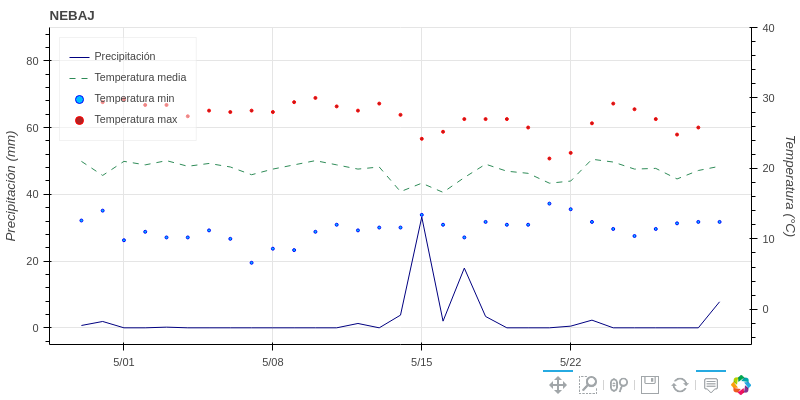 NEBAJ
Precipitación
Temperatura media
Temperatura min
Temperatura max
80
60
40
20
0
Precipitación (mm)
40
30
20
10
0
Temperatura (°C)
5/01
5/08
5/15
5/22